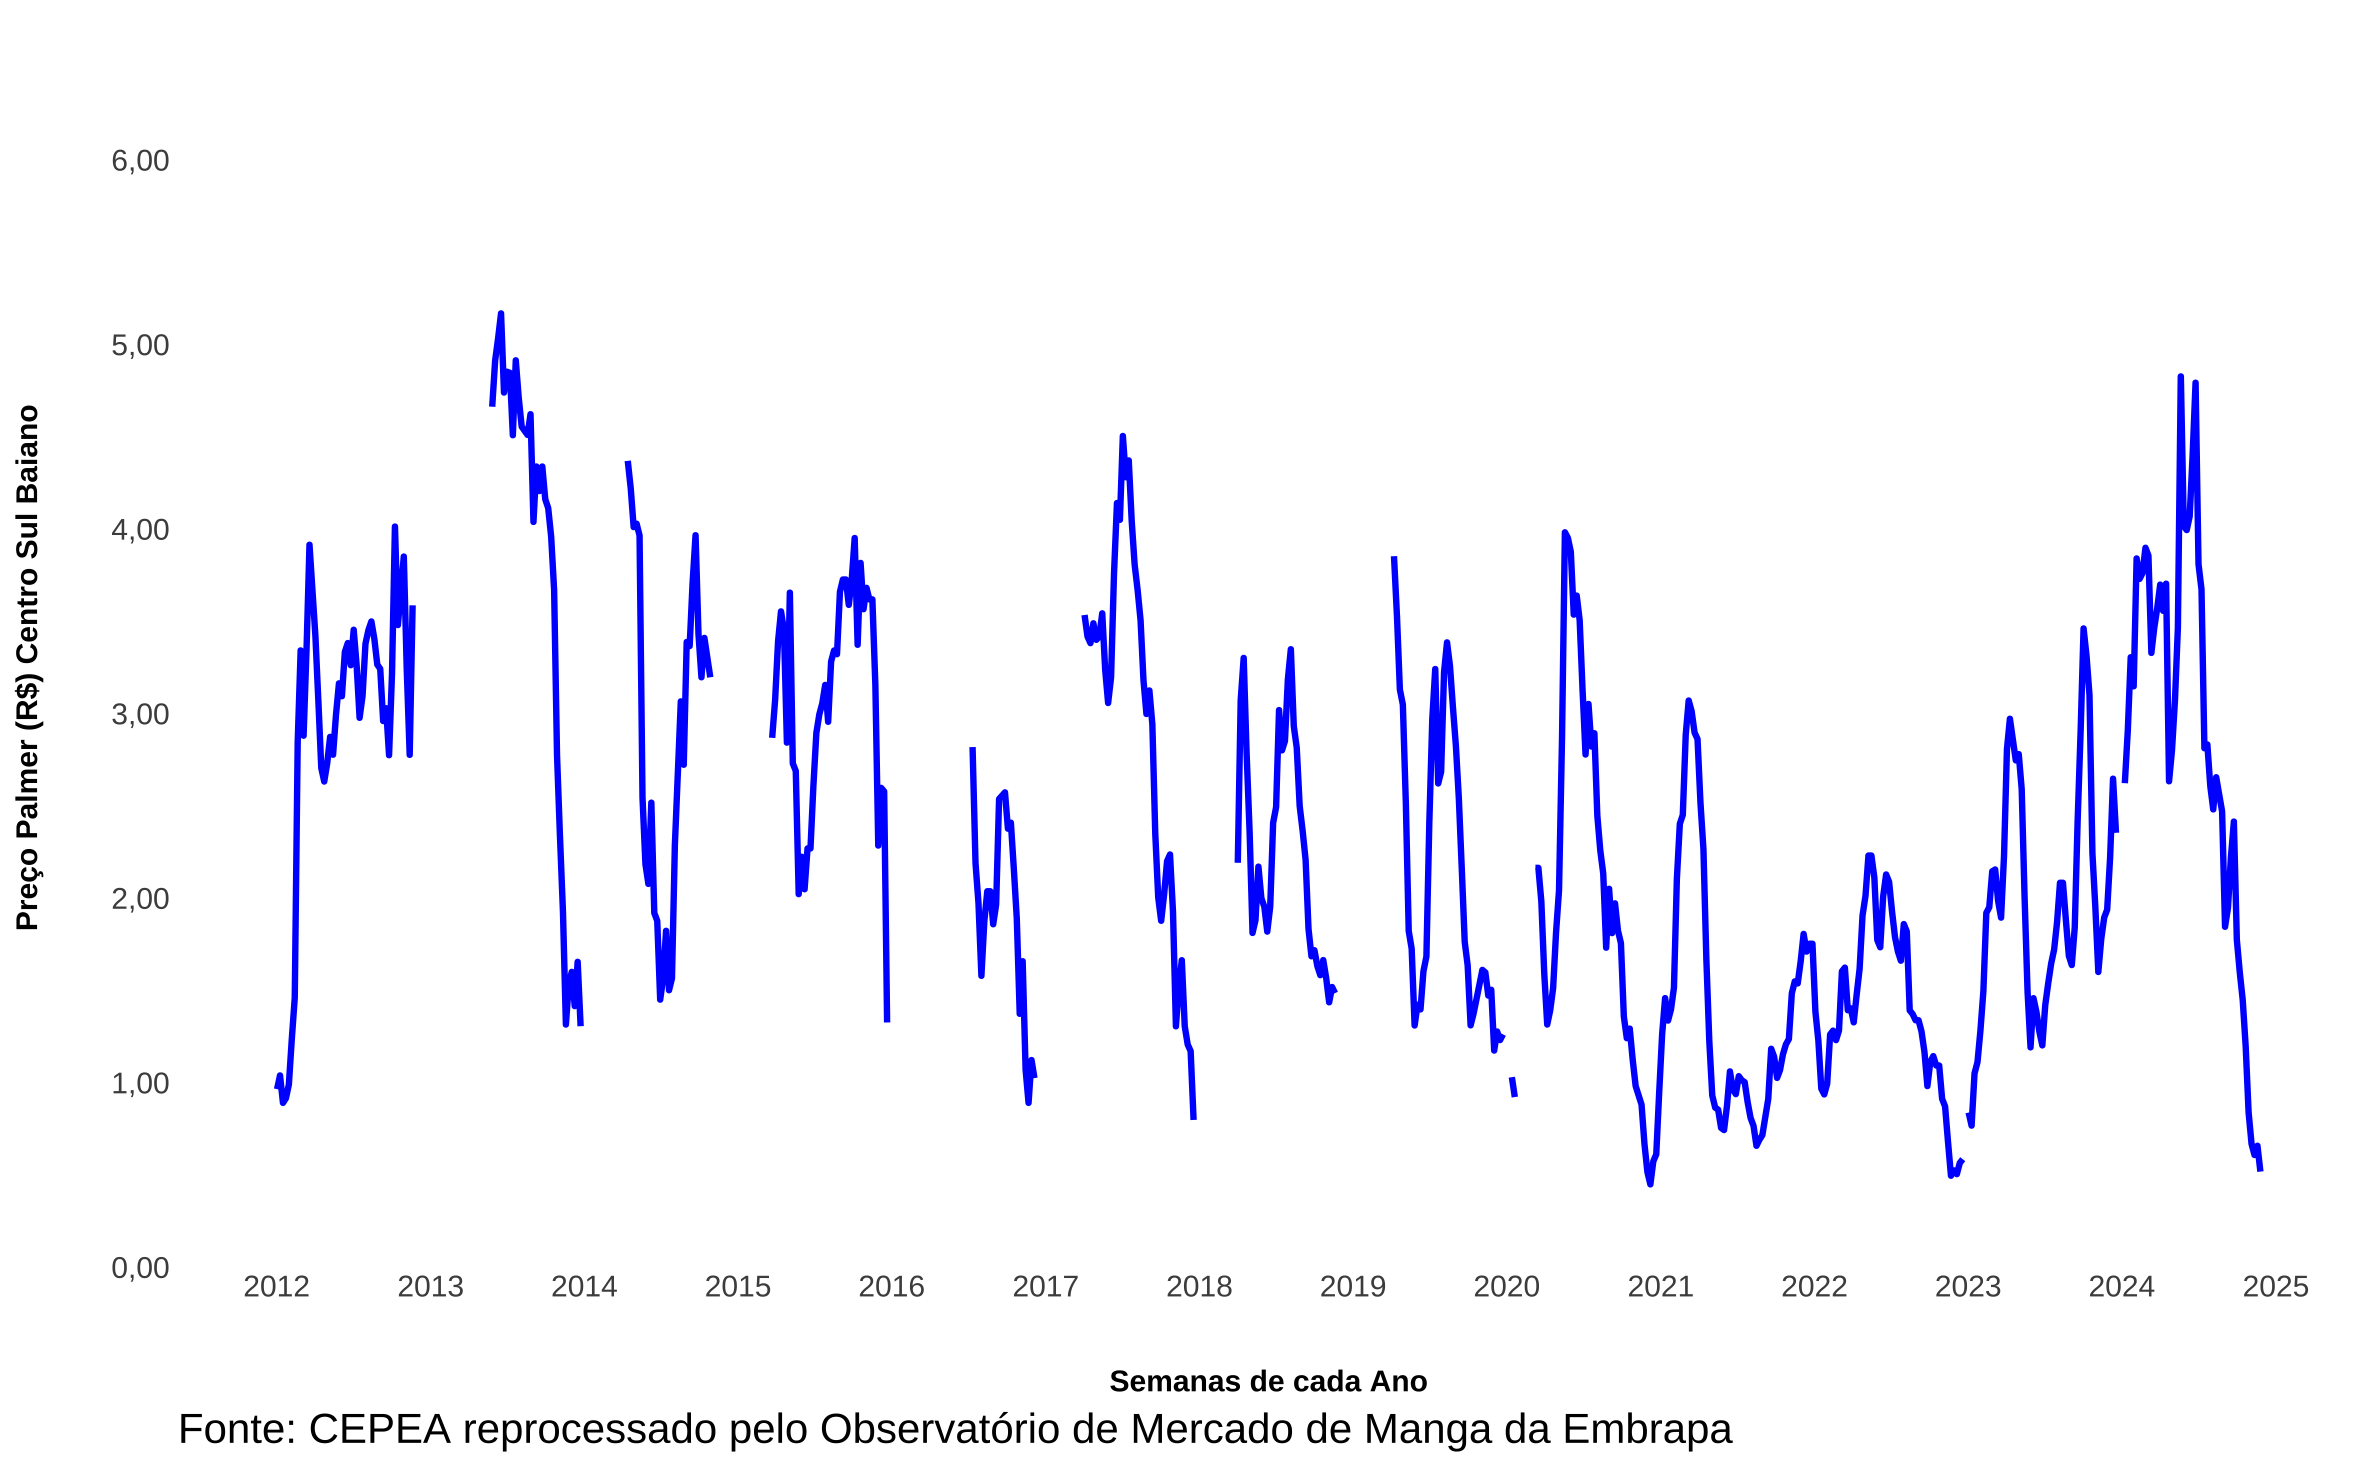 Preço Palmer (R$) Centro Sul Baiano
6,00
5,00
4,00
3,00
2,00
1,00
0,00
2012 2013 2014 2015 2016 2017 2018 2019 2020 2021 2022 2023 2024 2025
Semanas de cada Ano
Fonte: CEPEA reprocessado pelo Observatório de Mercado de Manga da Embrapa